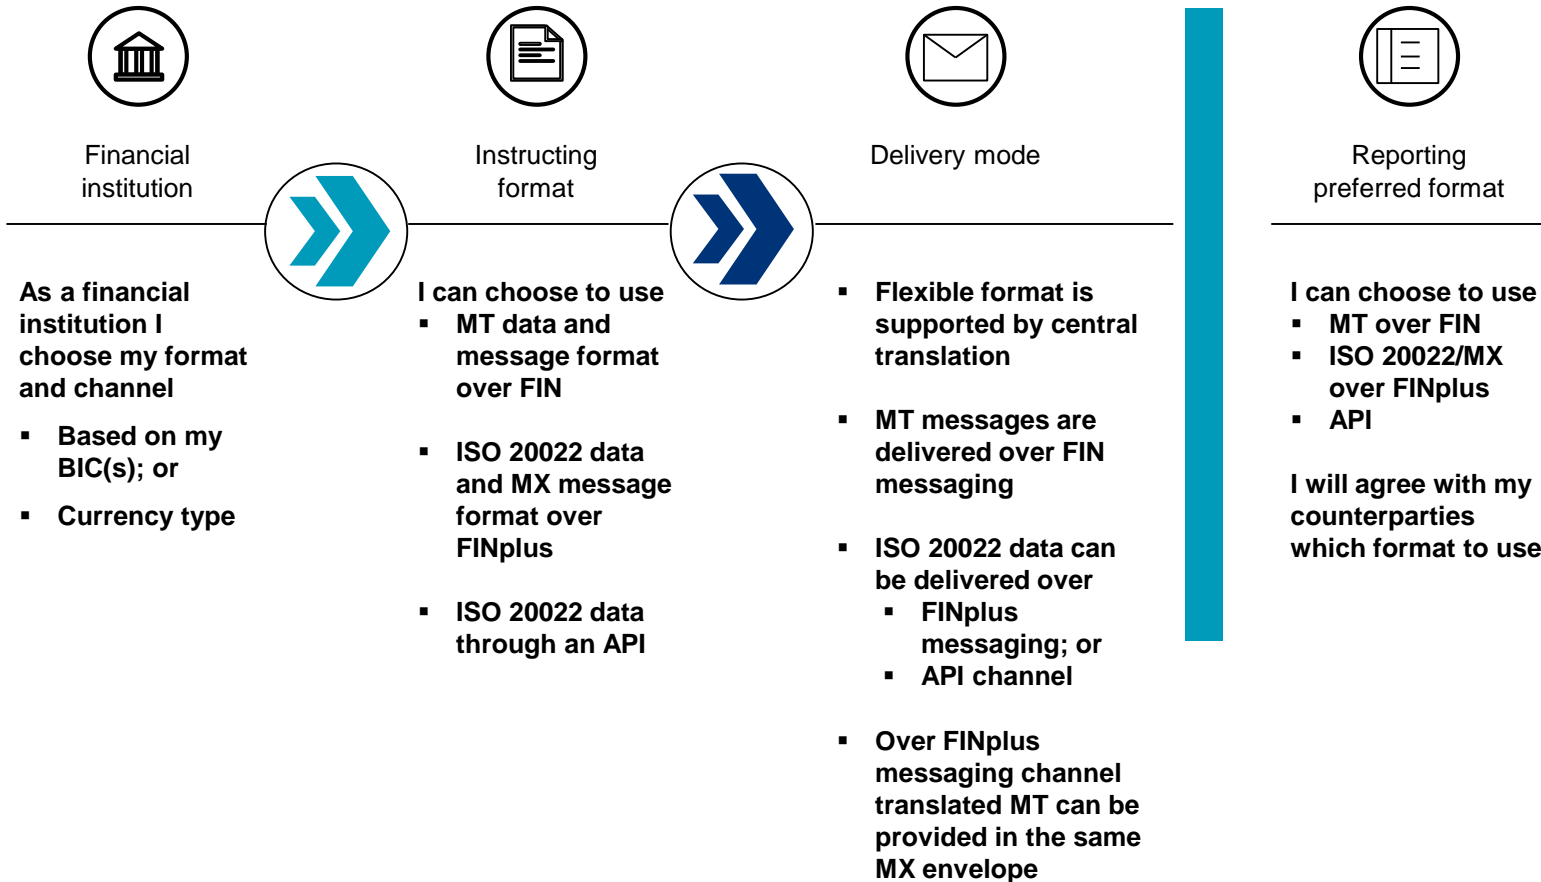 Financial
institution
As a financial
institution I
choose my format
and channel
▪ Based on my
BIC(s); or
▪ Currency type
Instructing
format
I can choose to use
▪ MT data and
message format
over FIN
▪ ISO 20022 data
and MX message
format over
FINplus
▪ ISO 20022 data
through an API
Delivery mode
▪ Flexible format is
supported by central
translation
▪ MT messages are
delivered over FIN
messaging
▪ ISO 20022 data can
be delivered over
▪ FINplus
messaging; or
▪ API channel
▪ Over FINplus
messaging channel
translated MT can be
provided in the same
MX envelope
Reporting
preferred format
I can choose to use
▪ MT over FIN
▪ ISO 20022/MX
over FINplus
▪ API
I will agree with my
counterparties
which format to use